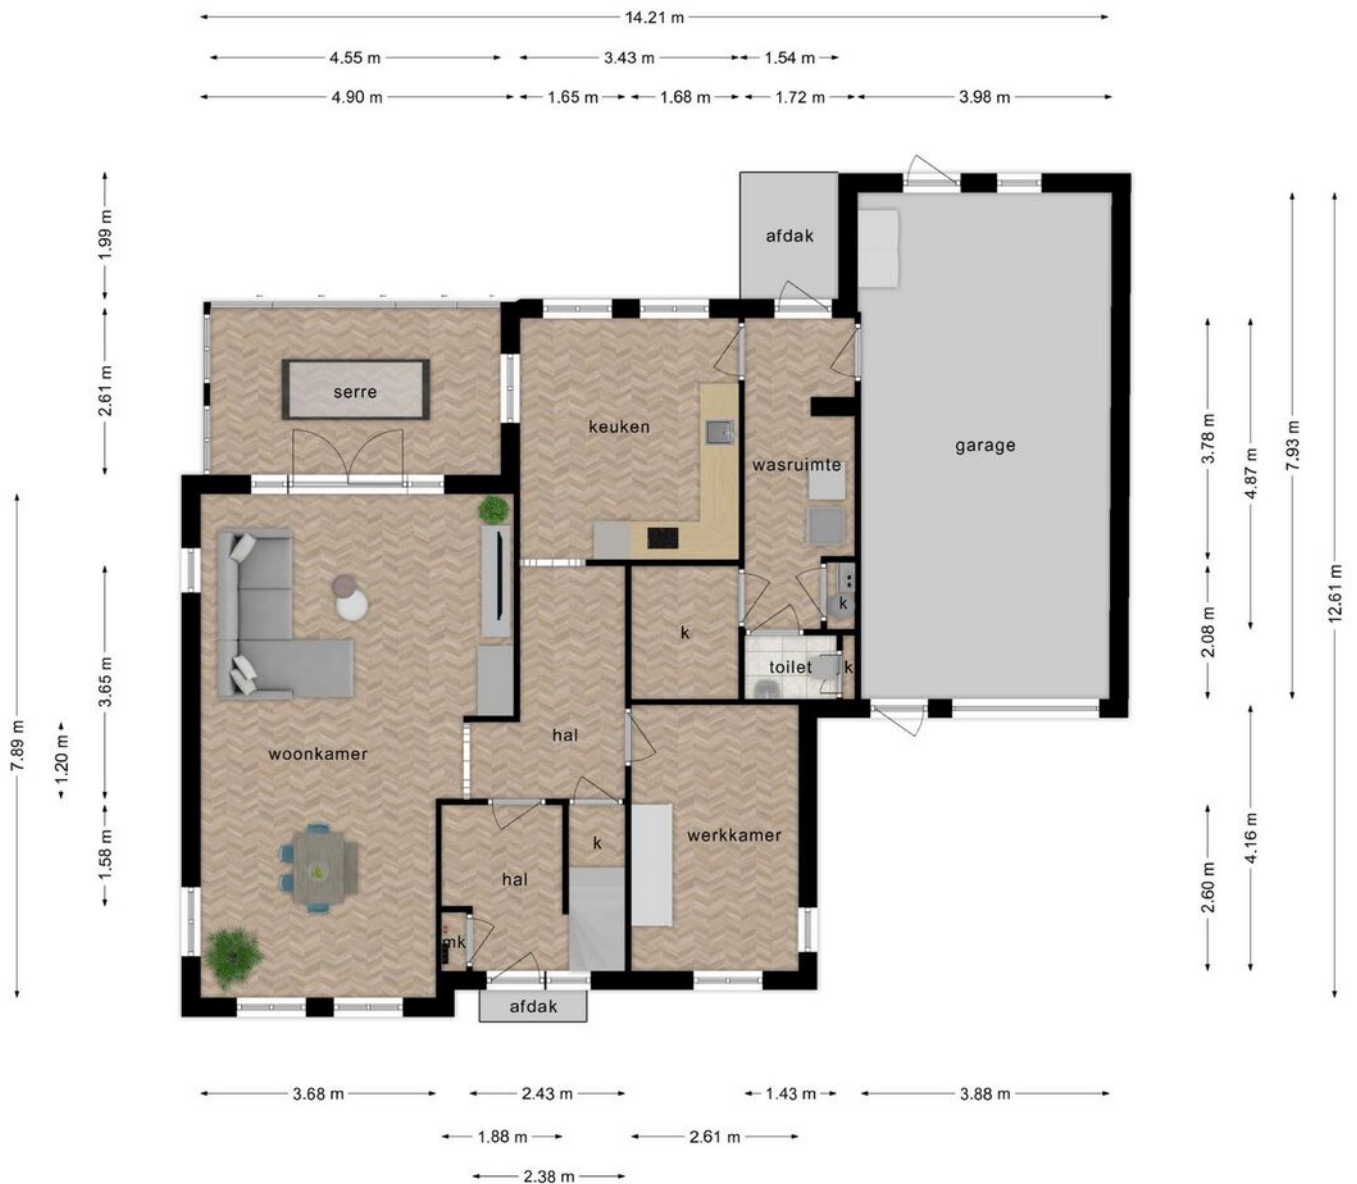 14.21 m
4.55 m
3.43 m
1.54 m
4.90 m
1.65 m
1.68 m
1.72 m
3.98 m
1.99 m
afdak
2.61 m
serre
keuken
wasruimte
garage
3.78 m
4.87 m
7.93 m
12.61 m
k
k
toilet
k
2.08 m
7.89 m
1.20 m
3.65 m
woonkamer
hal
1.58 m
k
werkkamer
hal
mk
afdak
2.60 m
4.16 m
3.68 m
2.43 m
1.43 m
3.88 m
1.88 m
2.61 m
2.38 m